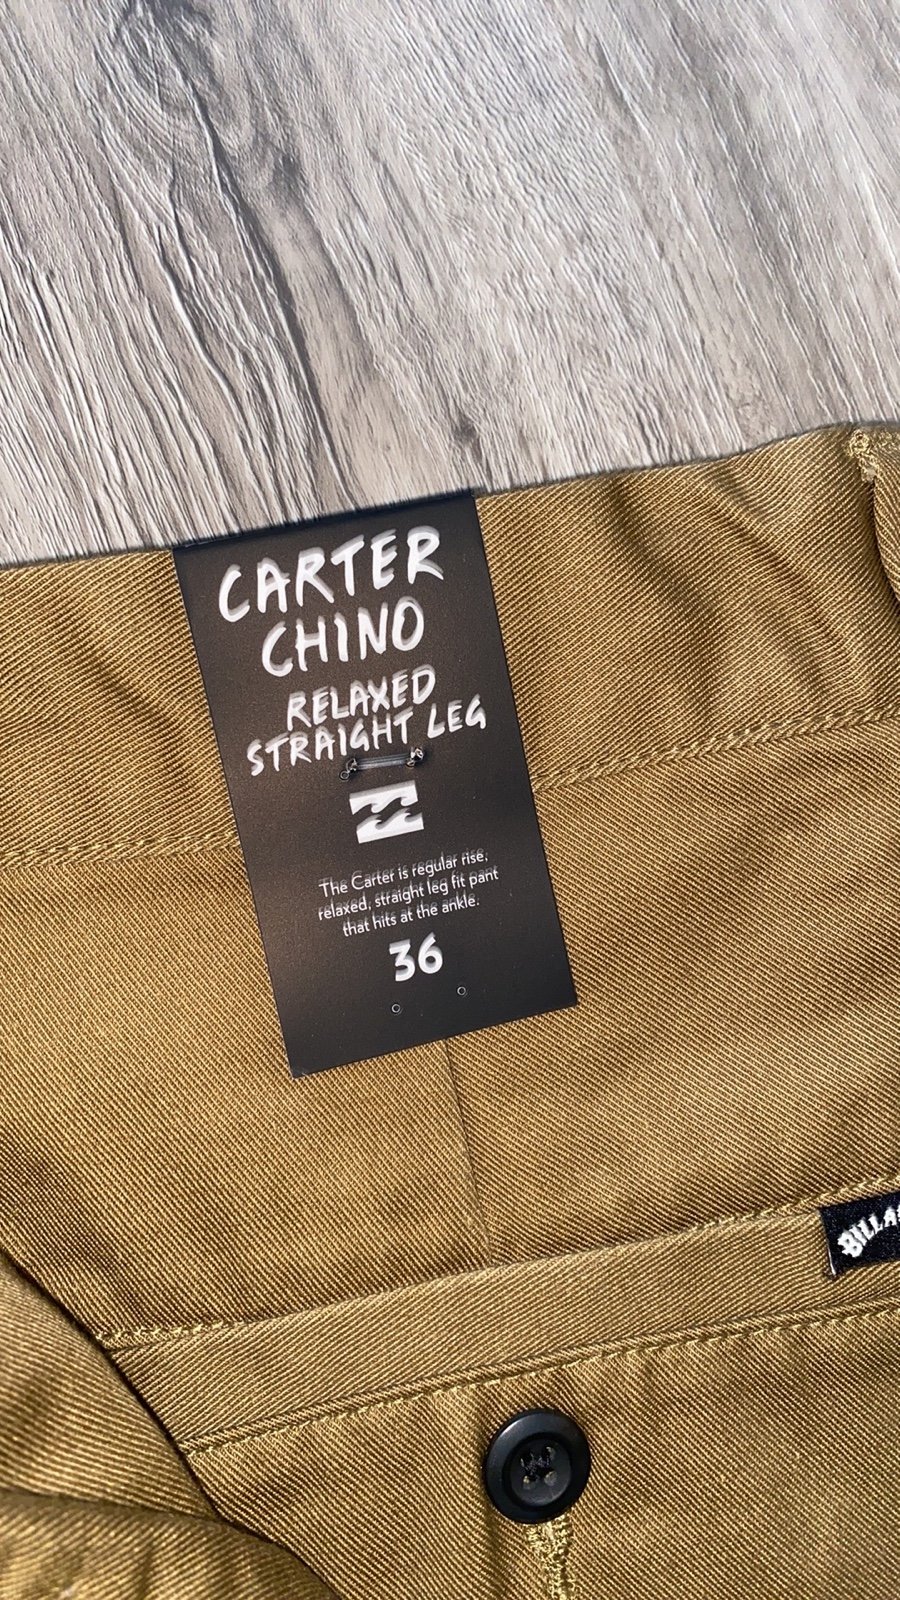 CARTER
CHINO
RELAXED
STRAIGHT LEG
The Carter is regular rise,
relaxed, straight leg fit pant
that hits at the ankle.
36
BILLA